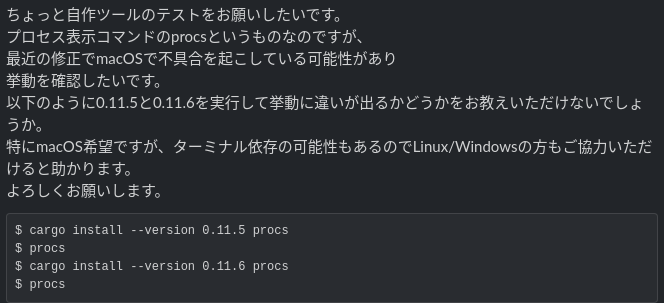 ちょっと自作ツールのテストをお願いしたいです。
プロセス表示コマンドのprocsというものなのですが、
最近の修正でmacOSで不具合を起こしている可能性があり
挙動を確認したいです。
以下のように0.11.5と0.11.6を実行して挙動に違いが出るかどうかをお教えいただけないでしょ
うか。
特にmacOS希望ですが、ターミナル依存の可能性もあるのでLinux/Windowsの方もご協力いただ
けると助かります。
よろしくお願いします。
$ cargo install --version 0.11.5 procs
$ procs
$ cargo install --version 0.11.6 procs
$ procs